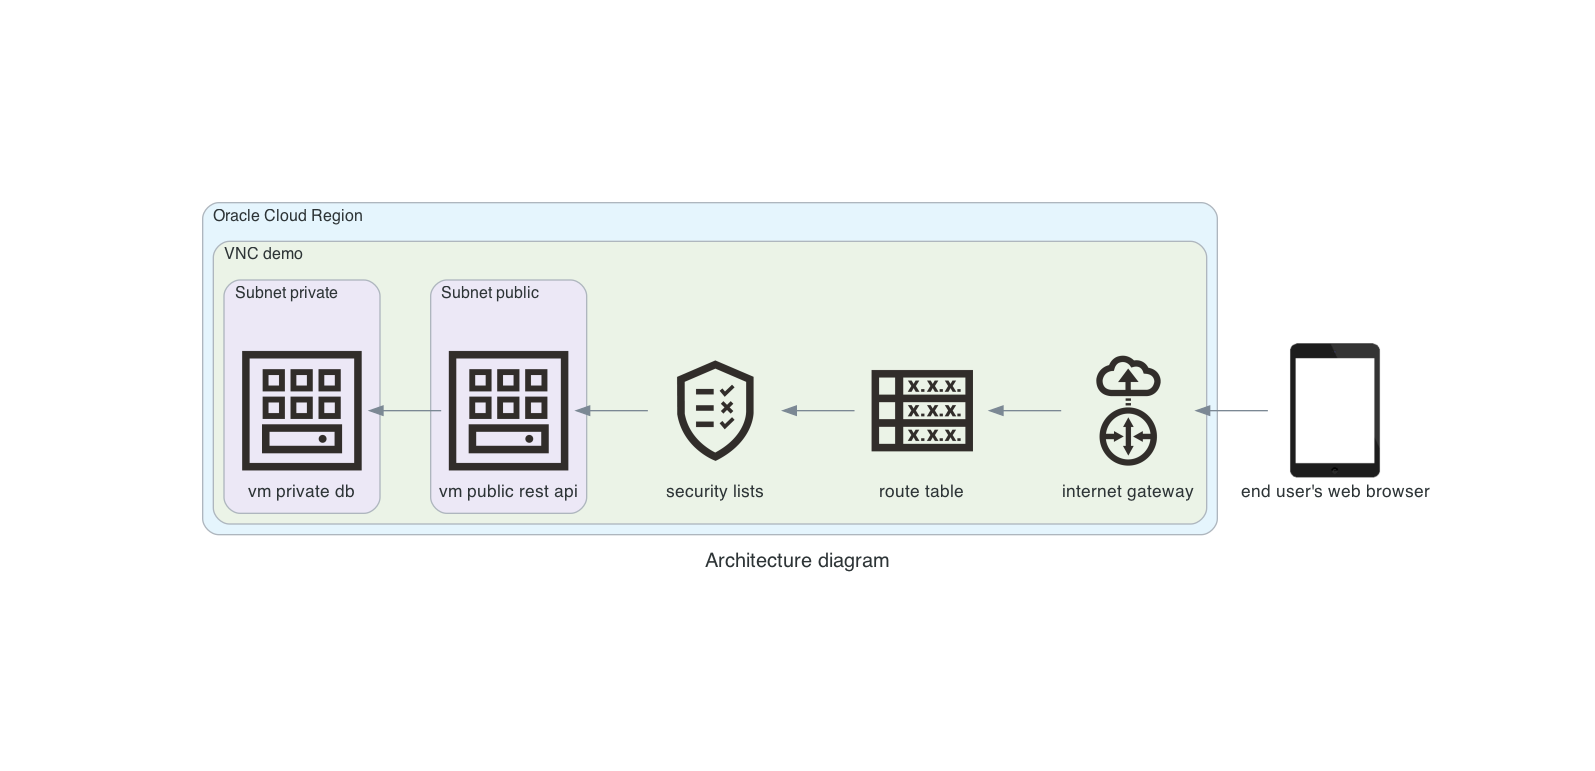 Oracle Cloud Region
VNC demo
Subnet private
Subnet public
x.x.x.
x.x.x.
x.x.x.
vm private db
vm public rest api
security lists
route table
internet gateway
end user's web browser
Architecture diagram